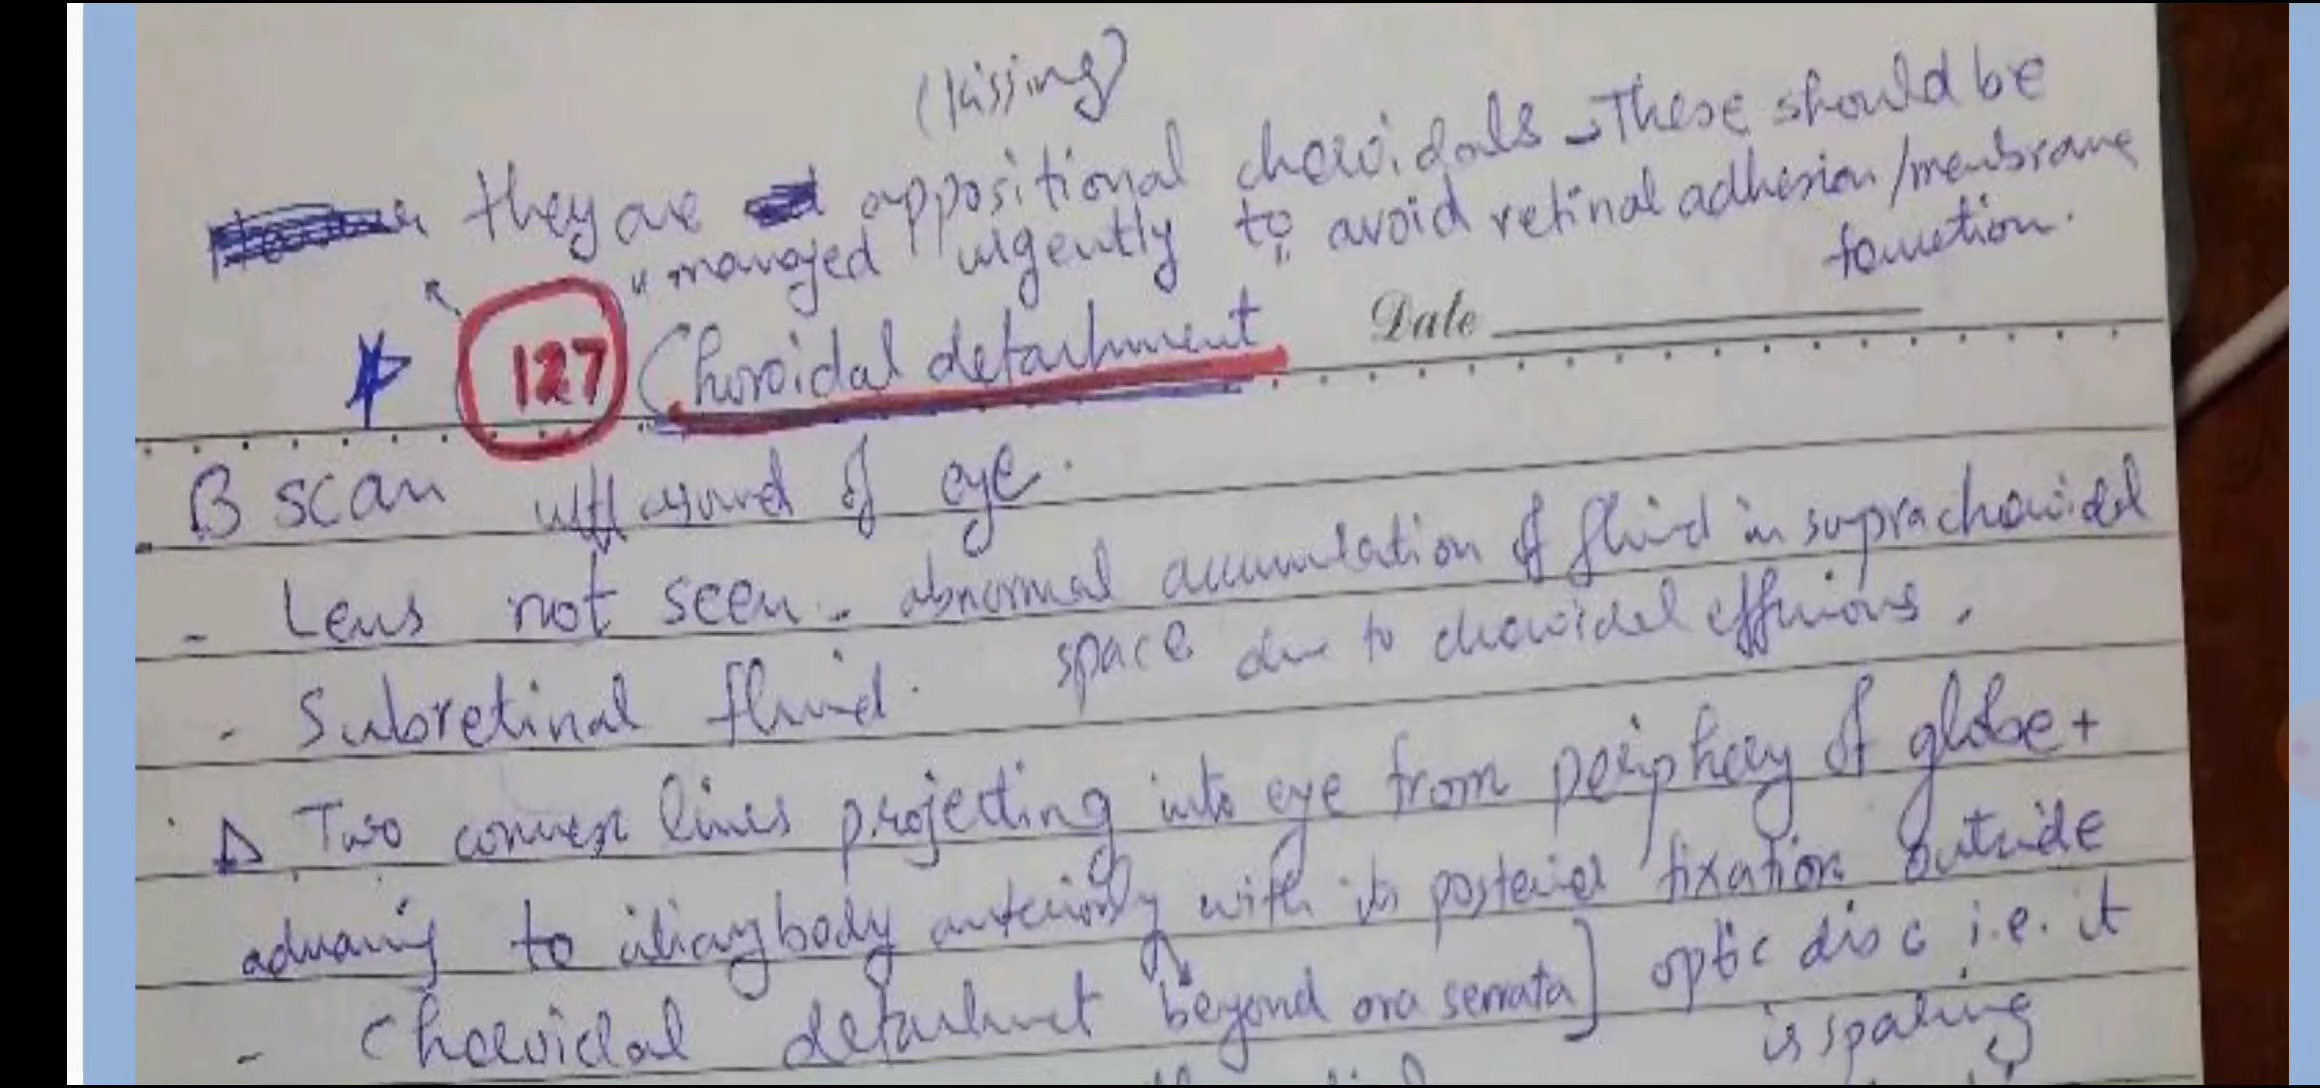 (kissing)
they are appositional choroidals → These should be
"managed urgently to" avoid retinal adhesion/membrane
formation.
127 Choroidal detachment
Date
B scan ultrasound of eye.
- Lens not seen - abnormal accumulation of fluid in suprachoroidal
space due to choroidal effusions.
- Subretinal fluid.
Two convex lines projecting into eye from periphery of globe +
to ciliary body anteriorly with its posterior fixation outside
optic disc i.e. it
is sparing
- Choroidal detachment beyond ora serrata]